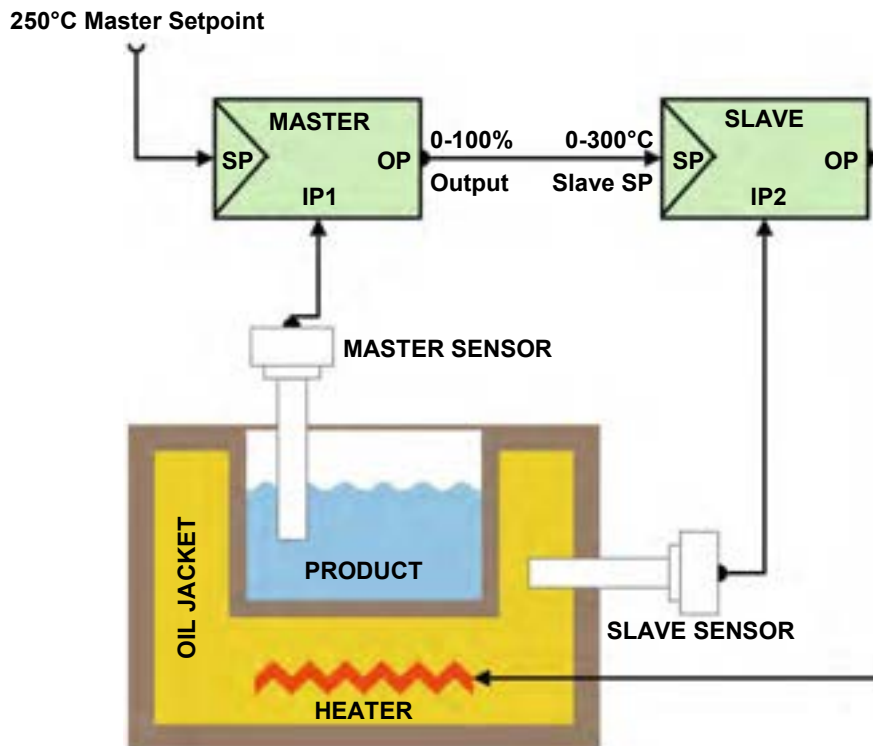 250°C Master Setpoint
MASTER
SP
OP
IP1
0-100%
Output
0-300°C
Slave SP
SLAVE
SP
OP
IP2
MASTER SENSOR
OIL JACKET
PRODUCT
SLAVE SENSOR
HEATER